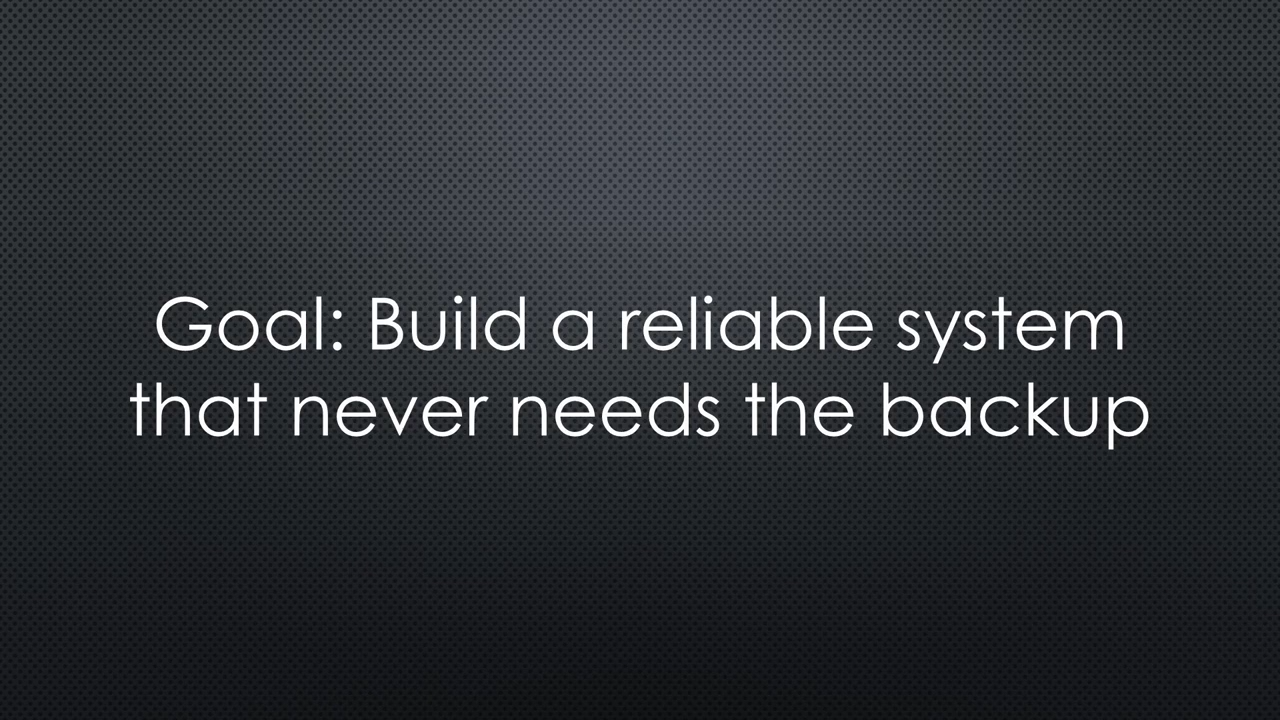 Goal: Build a reliable system
that never needs the backup